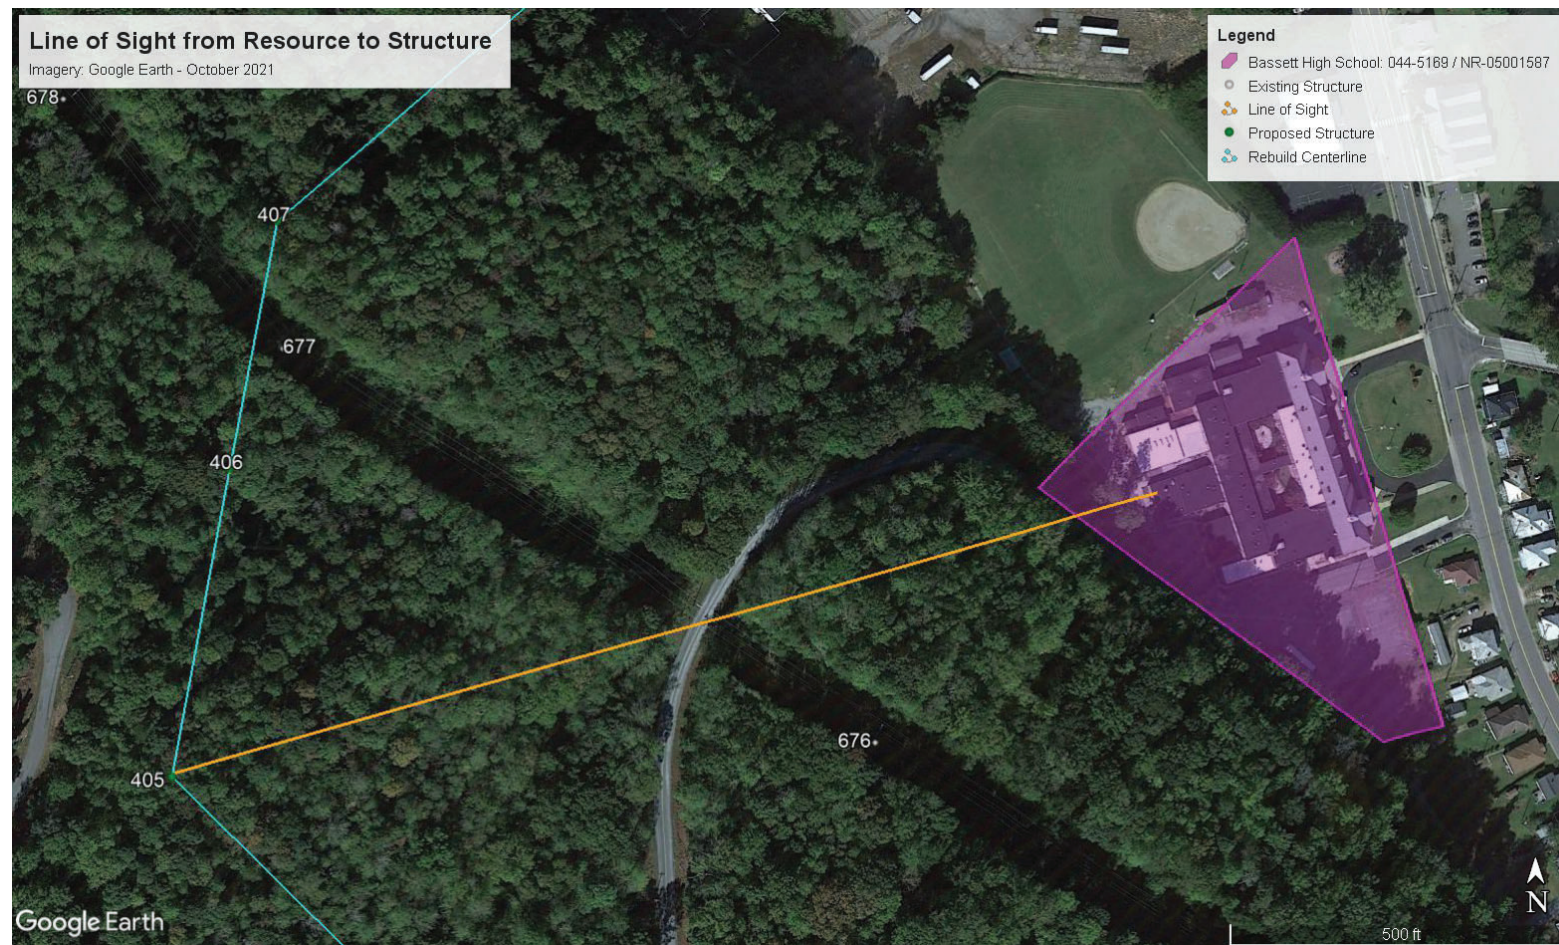 Line of Sight from Resource to Structure
Imagery: Google Earth - October 2021
Legend
Bassett High School: 044-5169 / NR-05001587
Existing Structure
Line of Sight
Proposed Structure
Rebuild Centerline
678
407
677
406
405
676
Google Earth
N
500 ft